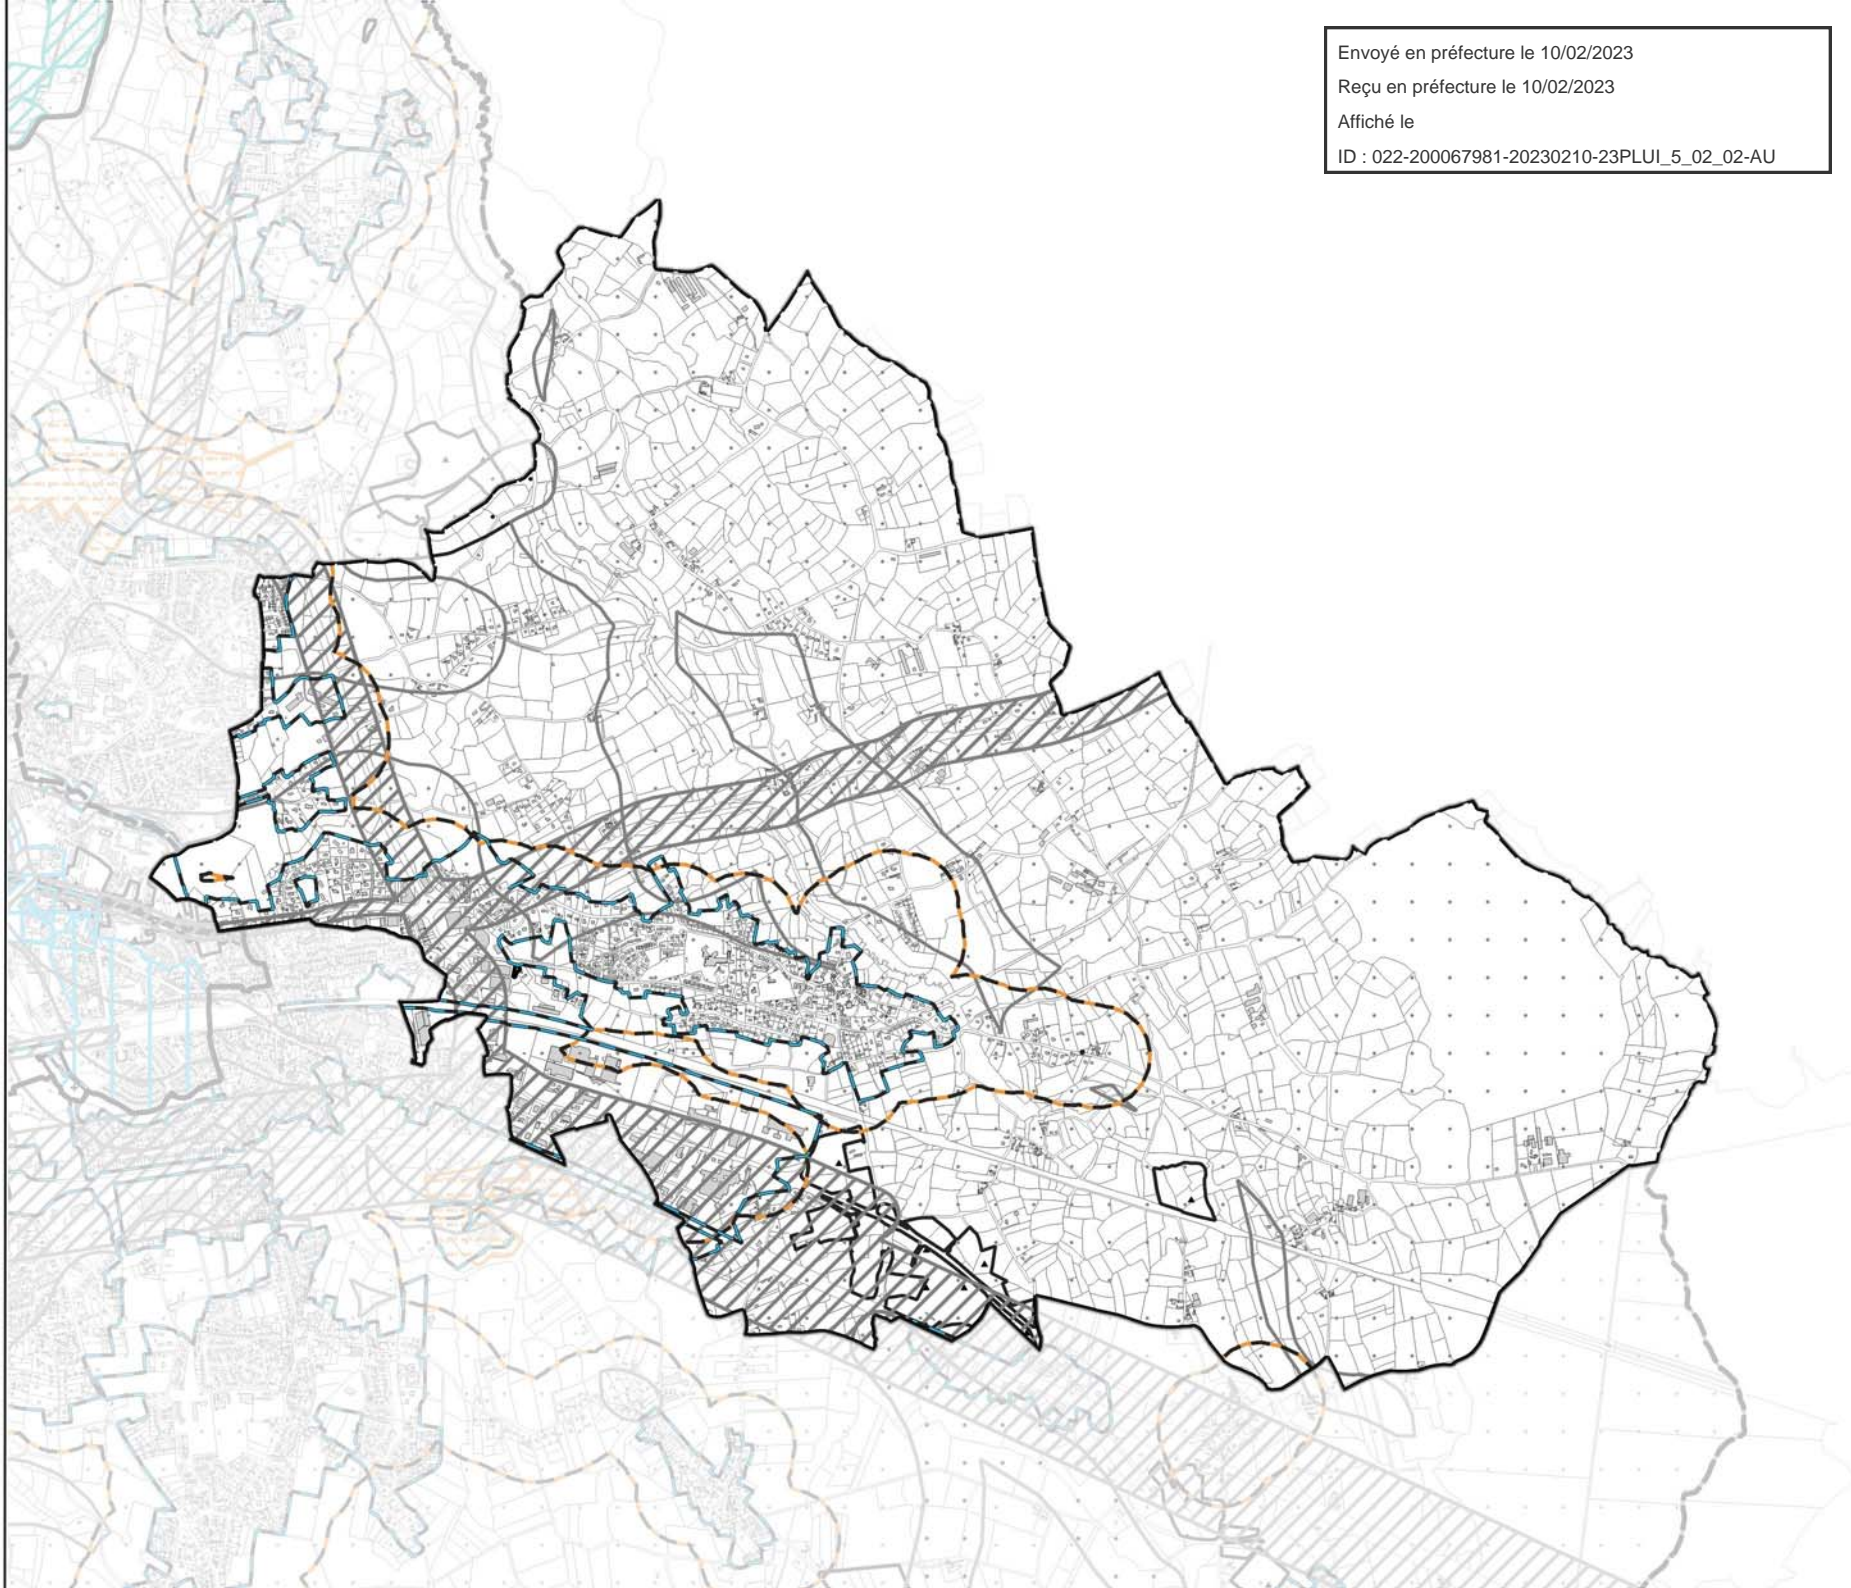 Envoyé en préfecture le 10/02/2023
Reçu en préfecture le 10/02/2023
Affiché le
ID : 022-200067981-20230210-23PLUI_5_02_02-AU